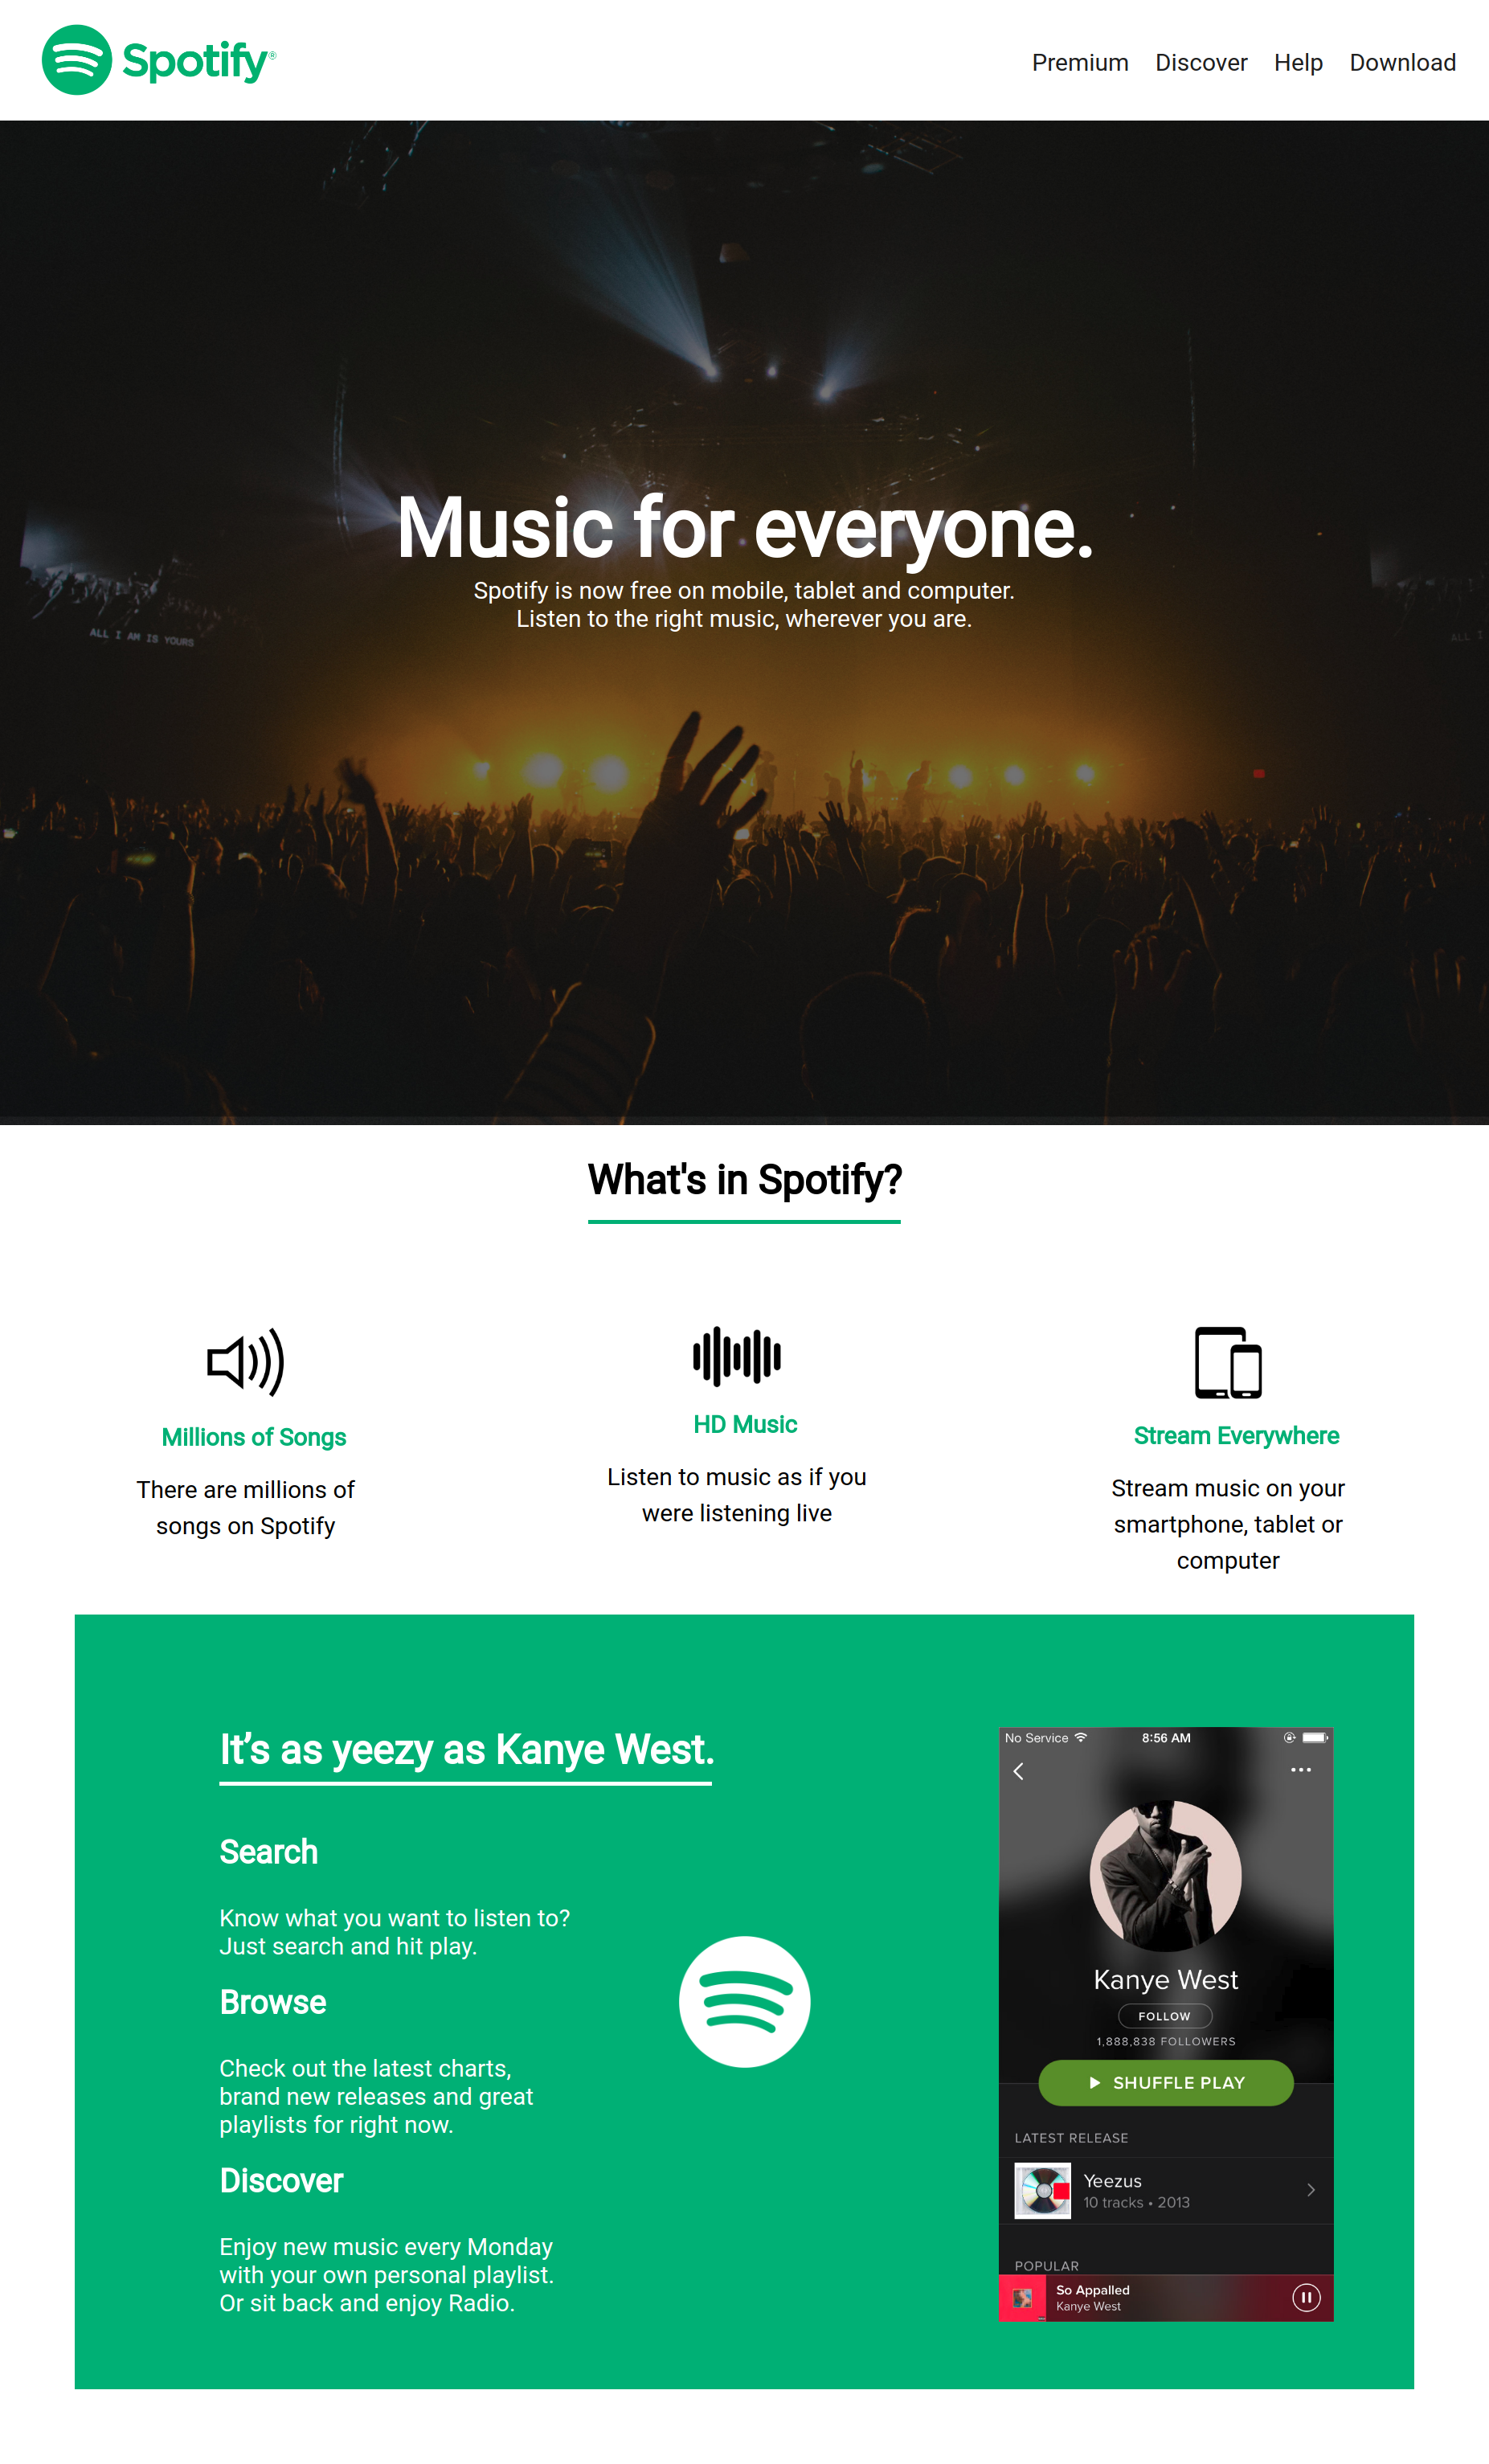 Spotify®
Premium Discover Help Download
Music for everyone.
Spotify is now free on mobile, tablet and computer.
Listen to the right music, wherever you are.
ALL I AM IS YOURS
ALL I
What's in Spotify?
Millions of Songs
There are millions of
songs on Spotify
HD Music
Listen to music as if you
were listening live
Stream Everywhere
Stream music on your
smartphone, tablet or
computer
It’s as yeezy as Kanye West.
Search
Know what you want to listen to?
Just search and hit play.
Browse
Check out the latest charts,
brand new releases and great
playlists for right now.
Discover
Enjoy new music every Monday
with your own personal playlist.
Or sit back and enjoy Radio.
No Service 8:56 AM
Kanye West
FOLLOW
1,888,838 FOLLOWERS
SHUFFLE PLAY
LATEST RELEASE
Yeezus
10 tracks • 2013
POPULAR
So Appalled
Kanye West